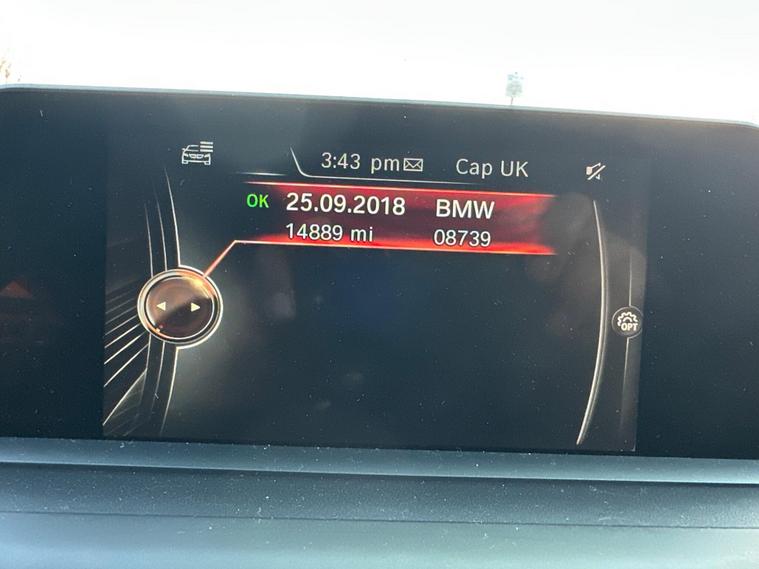 3:43 pm Cap UK
OK 25.09.2018 BMW
14889 mi 08739
OPT